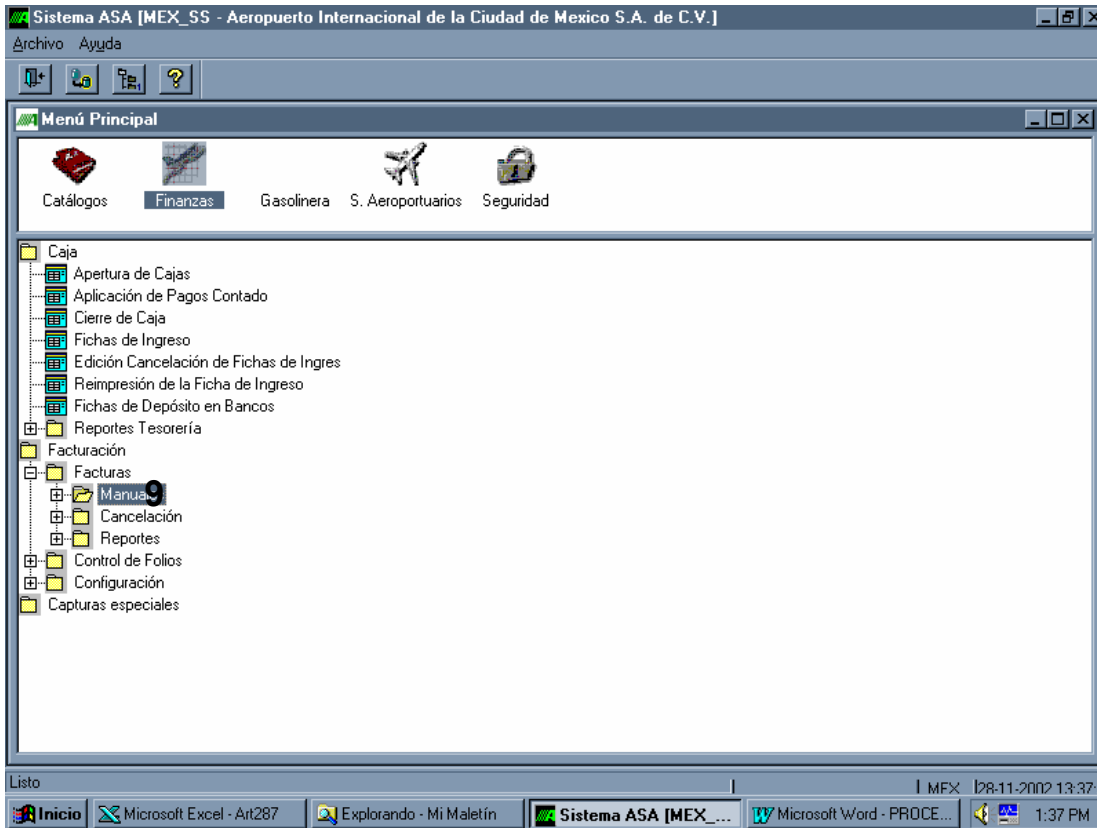 Sistema ASA [MEX_SS - Aeropuerto Internacional de la Ciudad de Mexico S.A. de C.V.]
Archivo Ayuda
Menú Principal
Catálogos Finanzas Gasolinera S. Aeroportuarios Seguridad
Caja
Apertura de Cajas
Aplicación de Pagos Contado
Cierre de Caja
Fichas de Ingreso
Edición Cancelación de Fichas de Ingres
Reimpresión de la Ficha de Ingreso
Fichas de Depósito en Bancos
Reportes Tesorería
Facturación
Facturas
Manual 9
Cancelación
Reportes
Control de Folios
Configuración
Capturas especiales
Listo MEX 28-11-2002 13:37:
Inicio Microsoft Excel - Art287 Explorando - Mi Maletín Sistema ASA [MEX_... Microsoft Word - PROCE... 1:37 PM